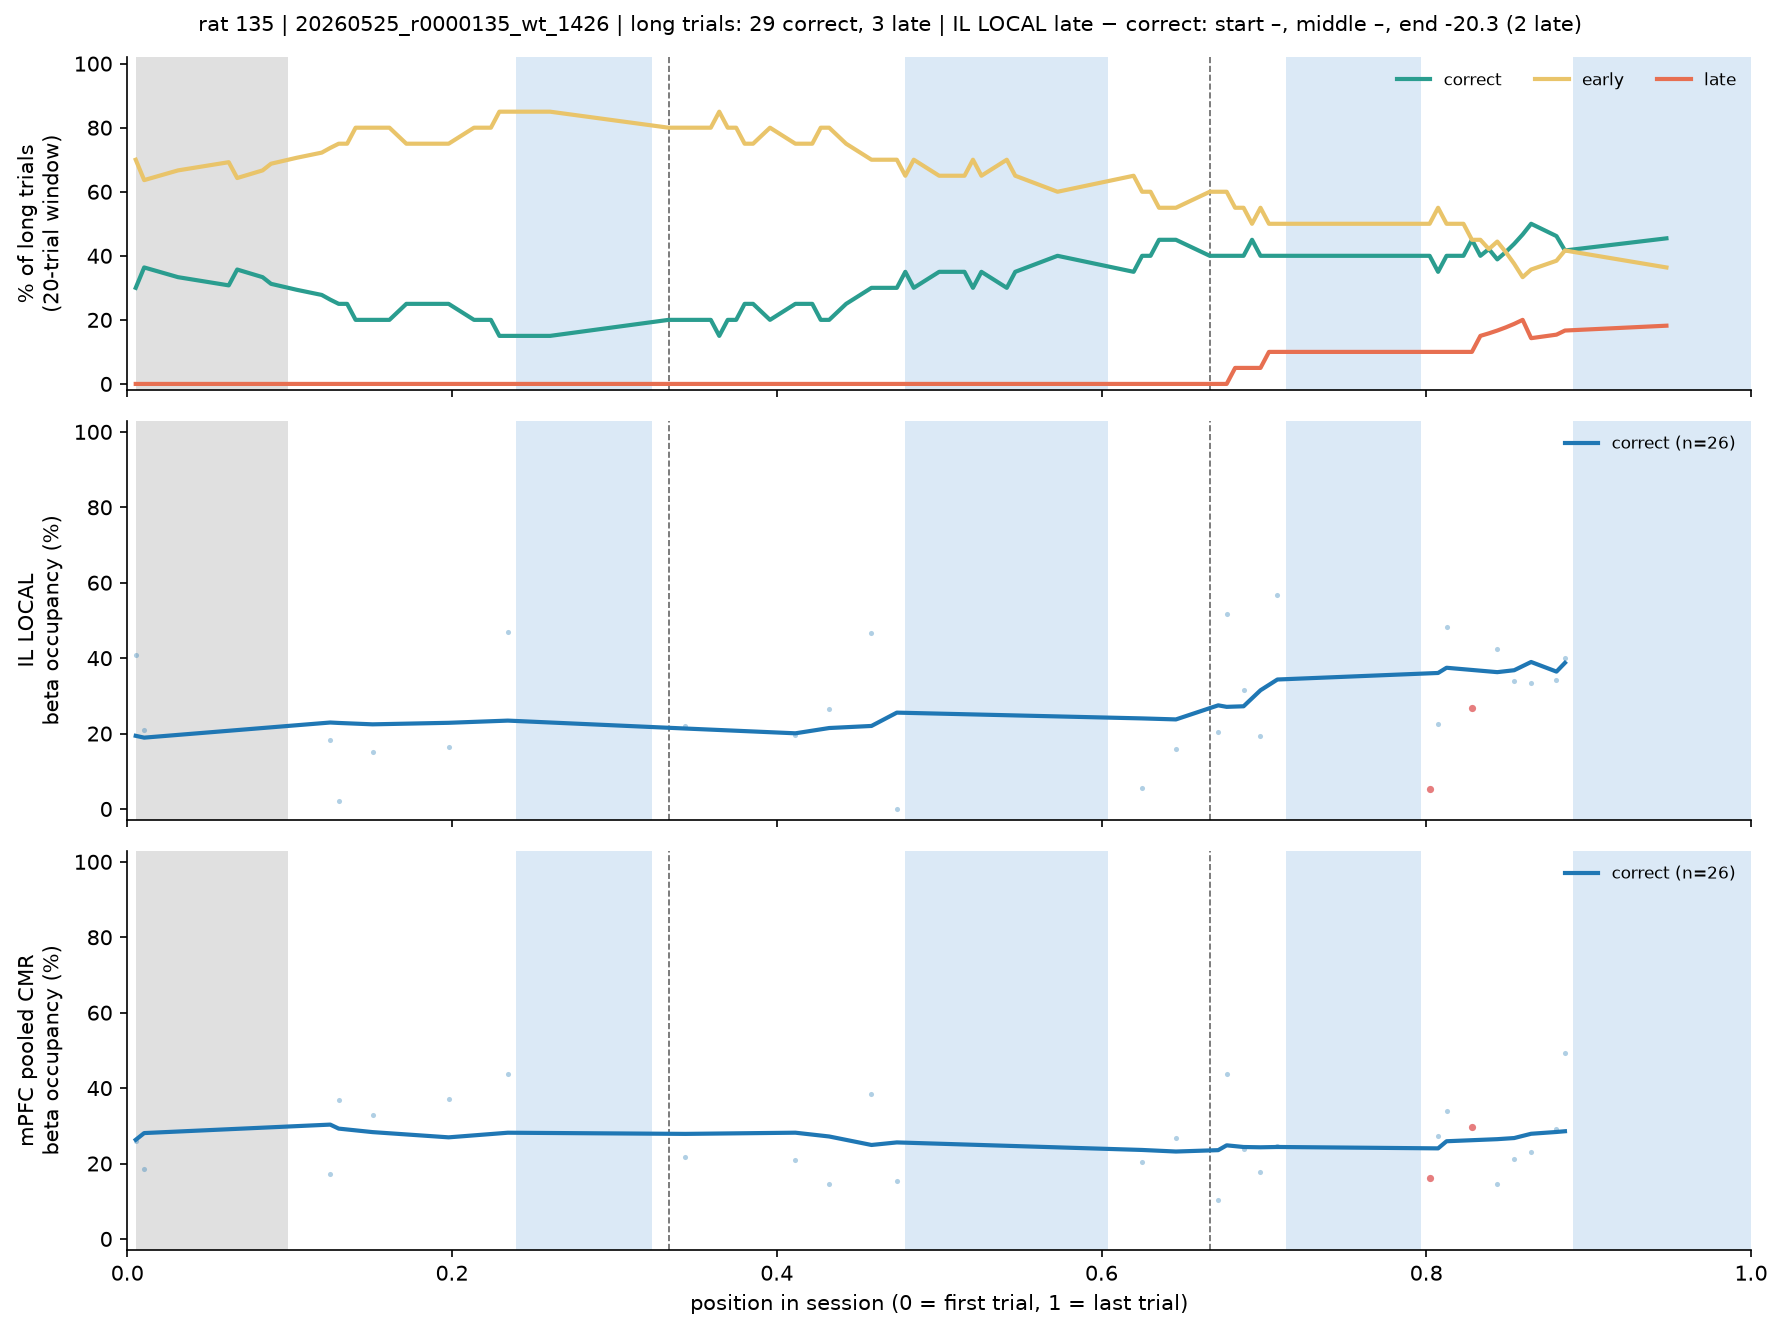 rat 135 | 20260525_r0000135_wt_1426 | long trials: 29 correct, 3 late | IL LOCAL late − correct: start –, middle –, end -20.3 (2 late)
% of long trials
(20-trial window)
100
80
60
40
20
0
correct
early
late
IL LOCAL
beta occupancy (%)
100
80
60
40
20
0
correct (n=26)
mPFC pooled CMR
beta occupancy (%)
100
80
60
40
20
0
correct (n=26)
0.0 0.2 0.4 0.6 0.8 1.0
position in session (0 = first trial, 1 = last trial)